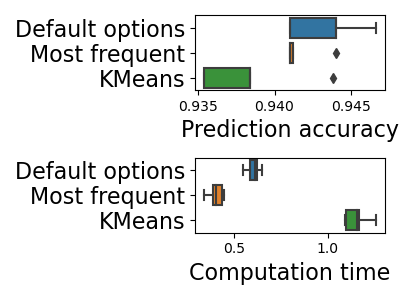 Default options
Most frequent
KMeans
0.935 0.940 0.945
Prediction accuracy
Default options
Most frequent
KMeans
0.5 1.0
Computation time